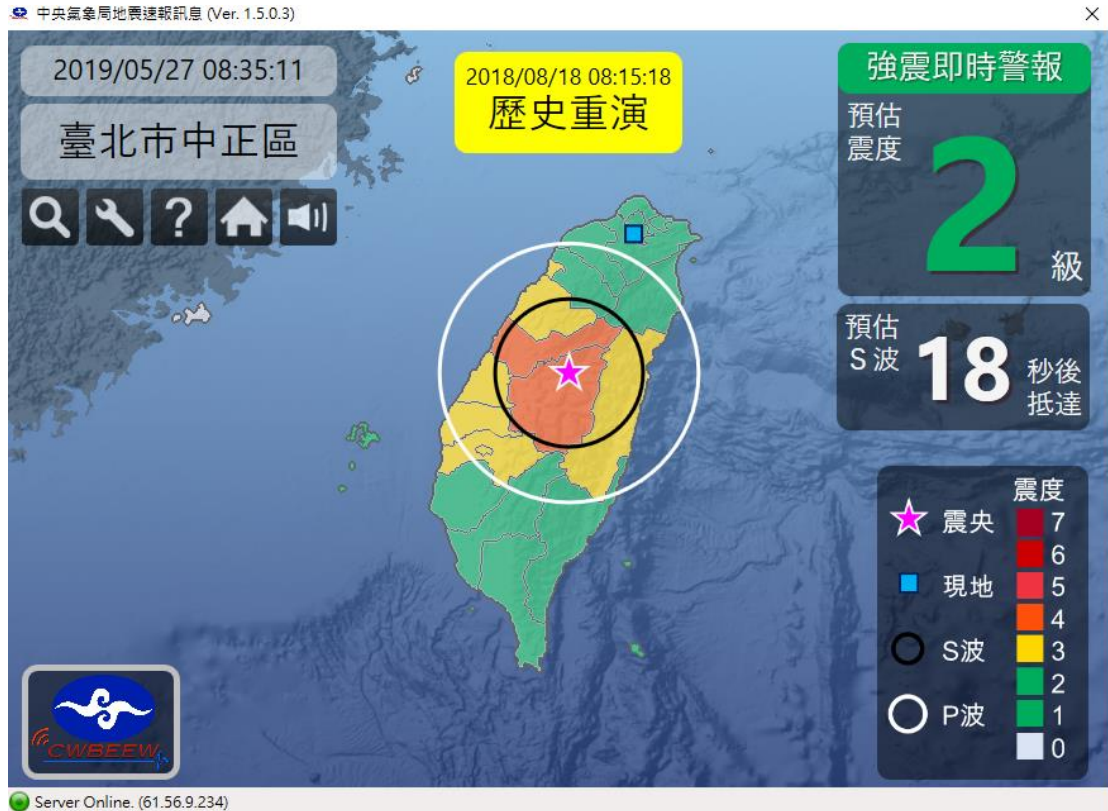 中央氣象局地震速報訊息 (Ver. 1.5.0.3)
2019/05/27 08:35:11
臺北市中正區
?
2018/08/18 08:15:18
歷史重演
強震即時警報
預估
震度
2
級
預估
S 波
18
秒後
抵達
震度
震央
現地
S波
P波
7
6
5
4
3
2
1
0
CWBEEW
Server Online. (61.56.9.234)